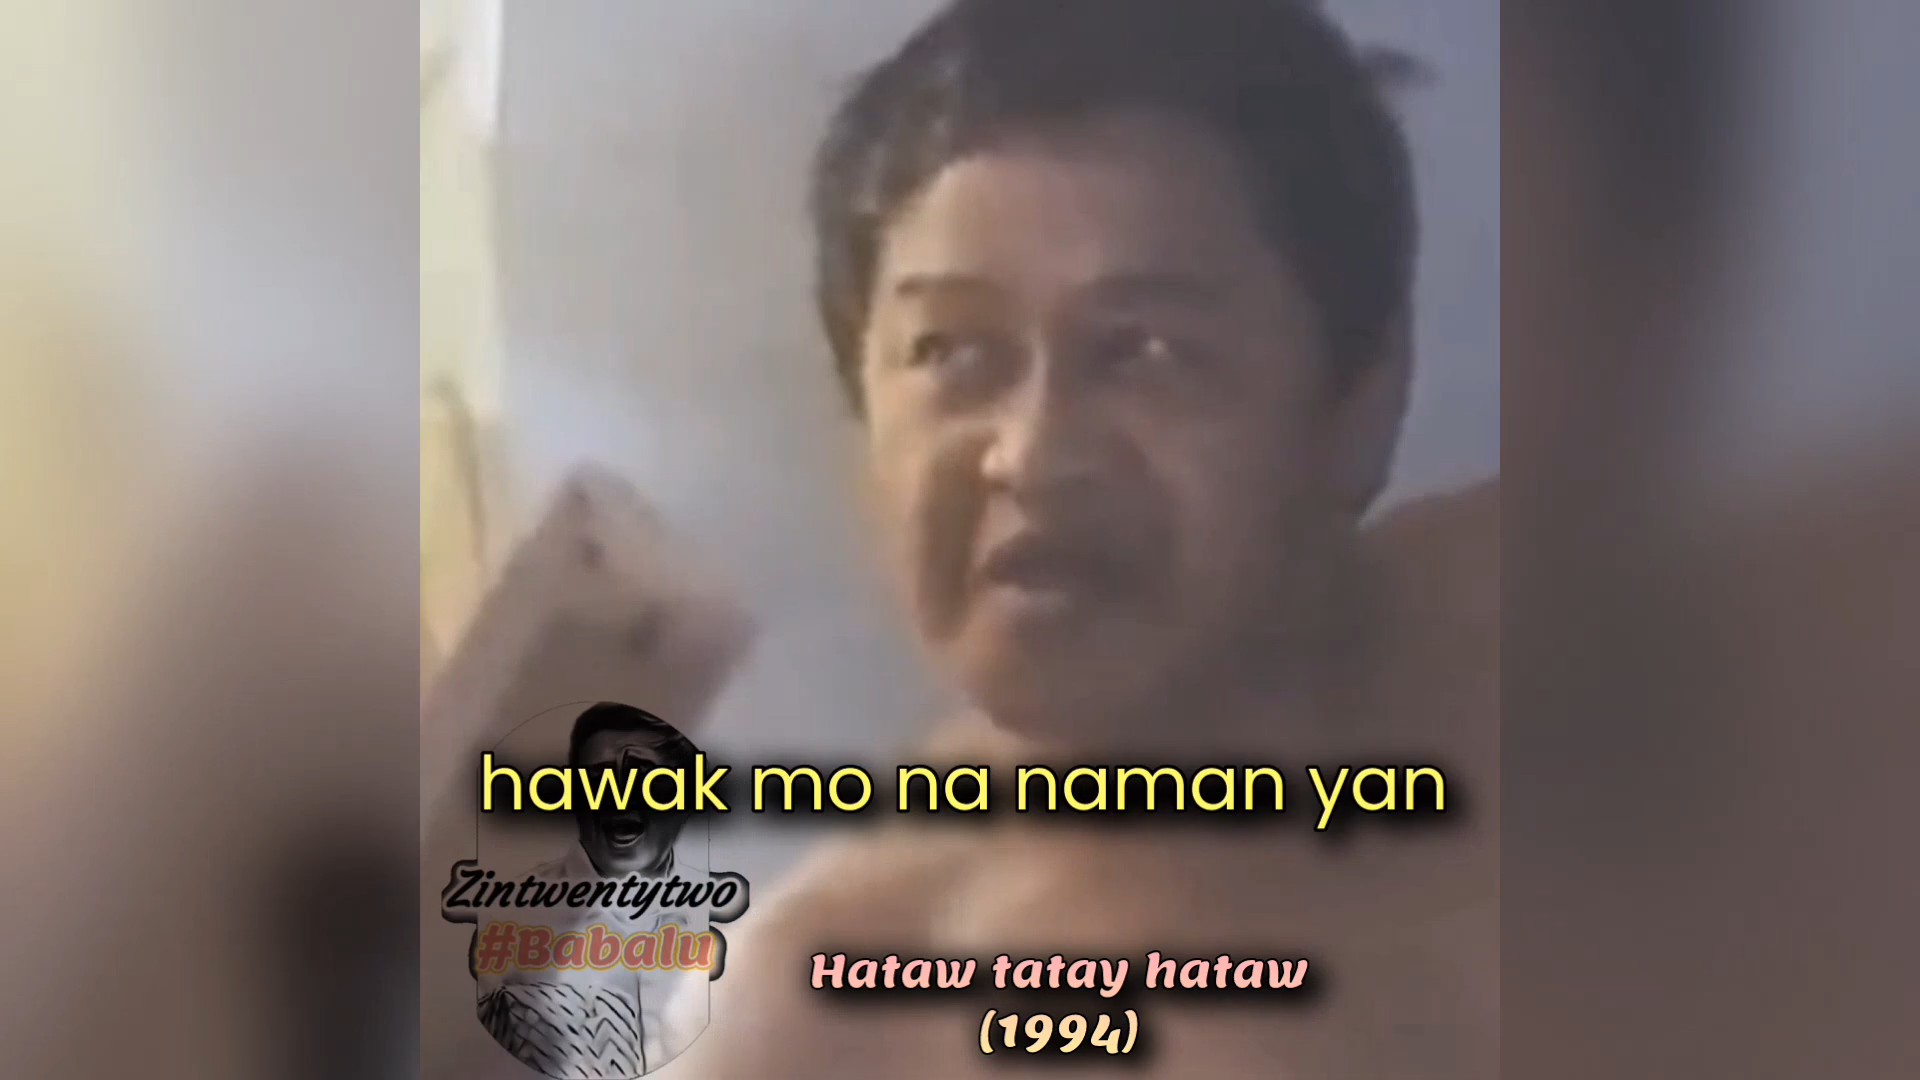 hawak mo na naman yan
Zintwentytwo
#Babalu
Hataw tatay hataw
(1994)